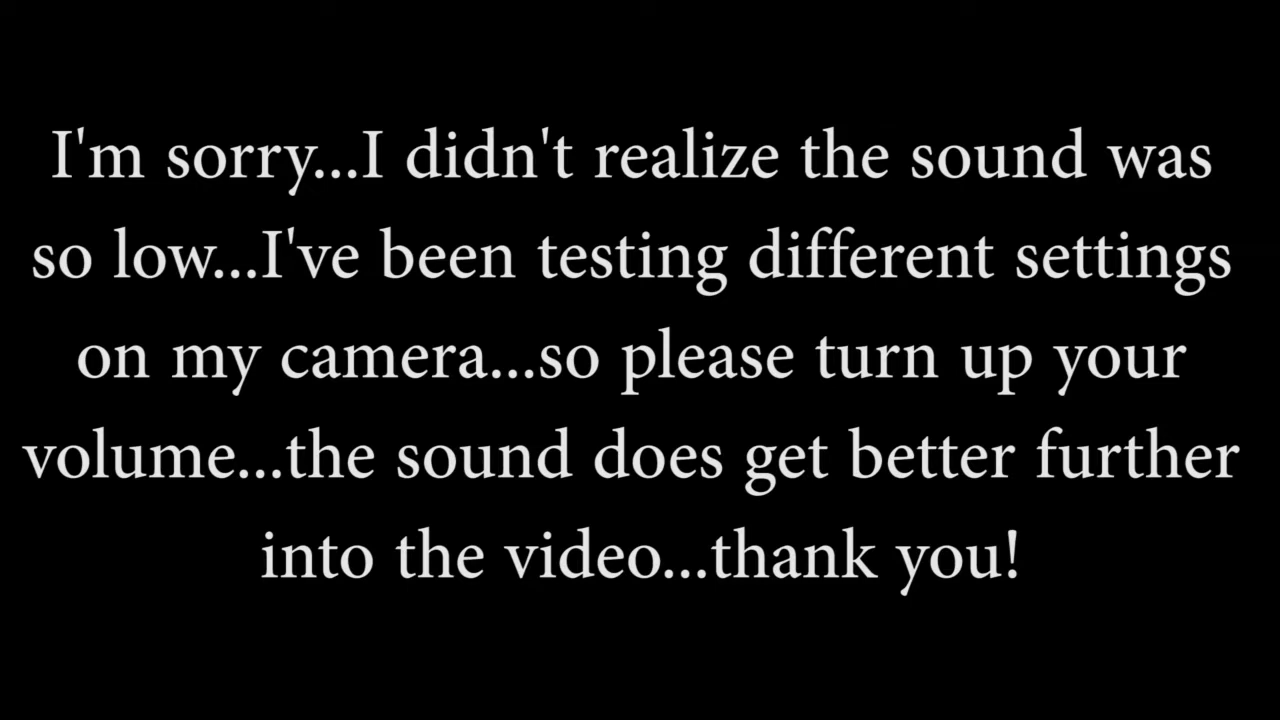 I'm sorry...I didn't realize the sound was
so low...I've been testing different settings
on my camera...so please turn up your
volume...the sound does get better further
into the video...thank you!